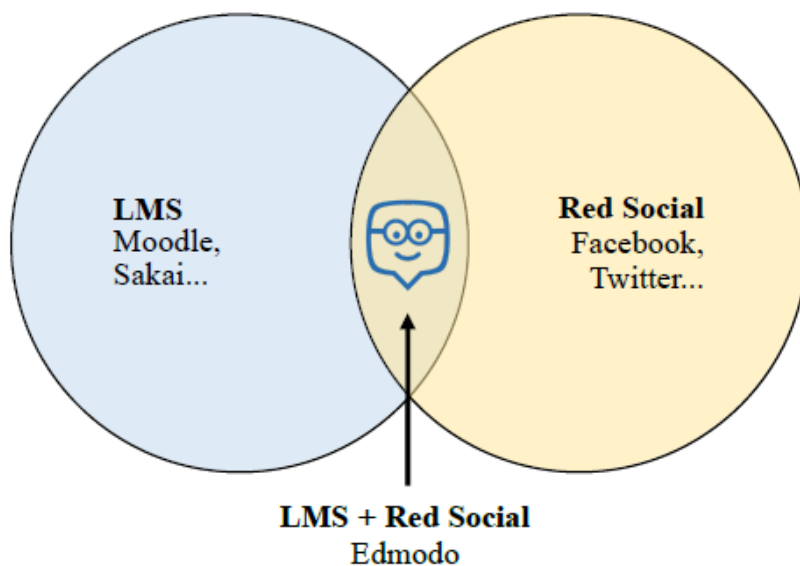 LMS
Moodle,
Sakai...
Red Social
Facebook,
Twitter...
LMS + Red Social
Edmodo